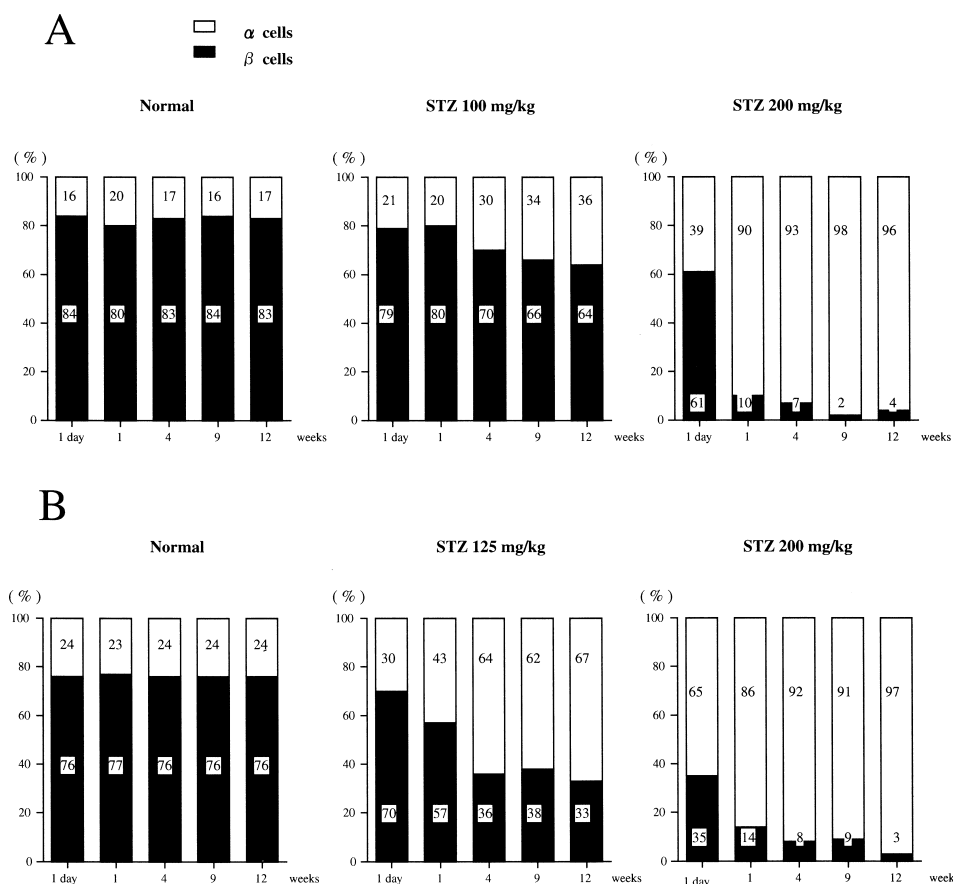 A
α cells
β cells
Normal STZ 100 mg/kg STZ 200 mg/kg
( % ) ( % ) ( % )
100 16 20 17 16 17 100 21 20 30 34 36 100
80 80 80
39 90 93 98 96
60 60 60
84 80 83 84 83 79 80 70 66 64
40 40 40
20 20 20
61 10 7 2 4
0 0 0
1 day 1 4 9 12 weeks 1 day 1 4 9 12 weeks 1 day 1 4 9 12 weeks
B
Normal STZ 125 mg/kg STZ 200 mg/kg
( % ) ( % ) ( % )
100 100 100
24 23 24 24 24 30 43 64 62 67
80 80 80
65 86 92 91 97
60 60 60
76 77 76 76 76
40 40 40
20 20 20
70 57 36 38 33 35 14 8 9 3
0 0 0
1 day 1 4 9 12 weeks 1 day 1 4 9 12 weeks 1 day 1 4 9 12 week